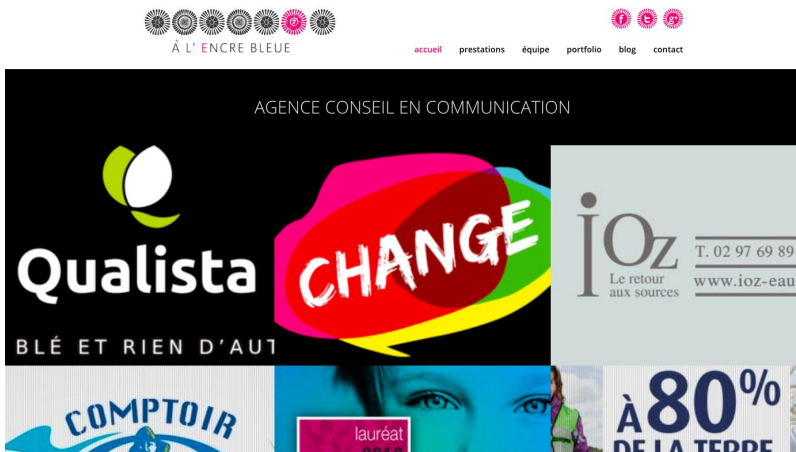 À L' ENCRE BLEUE
accueil prestations équipe portfolio blog contact
AGENCE CONSEIL EN COMMUNICATION
Qualista
BLÉ ET RIEN D'AUT
CHANGE
iOz
Le retour
aux sources
T. 02 97 69 89
www.ioz-eau
COMPTOIR
lauréat
À 80%
DE LA TERRE